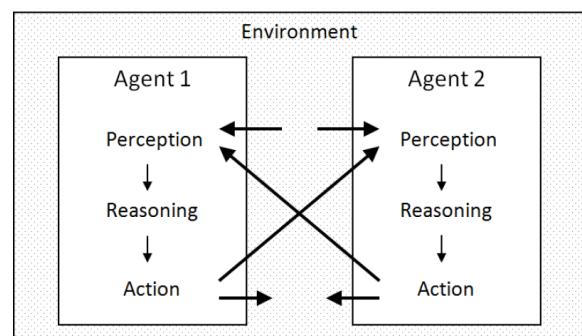 Environment
Agent 1
Perception
Reasoning
Action
Agent 2
Perception
Reasoning
Action